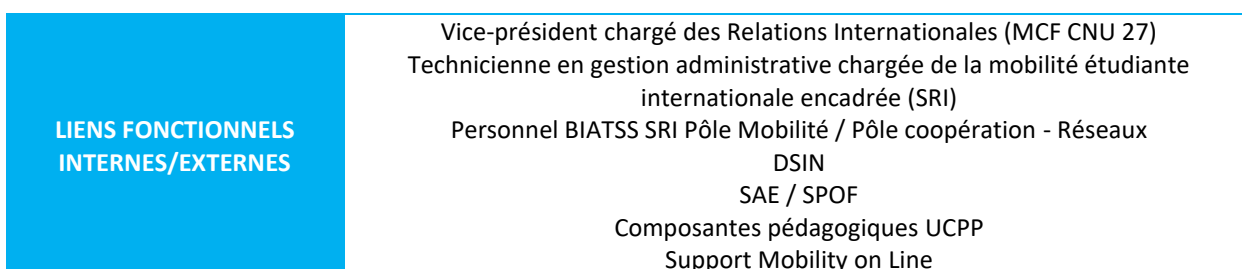 LIENS FONCTIONNELS
INTERNES/EXTERNES
Vice-président chargé des Relations Internationales (MCF CNU 27)
Technicienne en gestion administrative chargée de la mobilité étudiante
internationale encadrée (SRI)
Personnel BIATSS SRI Pôle Mobilité / Pôle coopération - Réseaux
DSIN
SAE / SPOF
Composantes pédagogiques UCPP
Support Mobility on Line